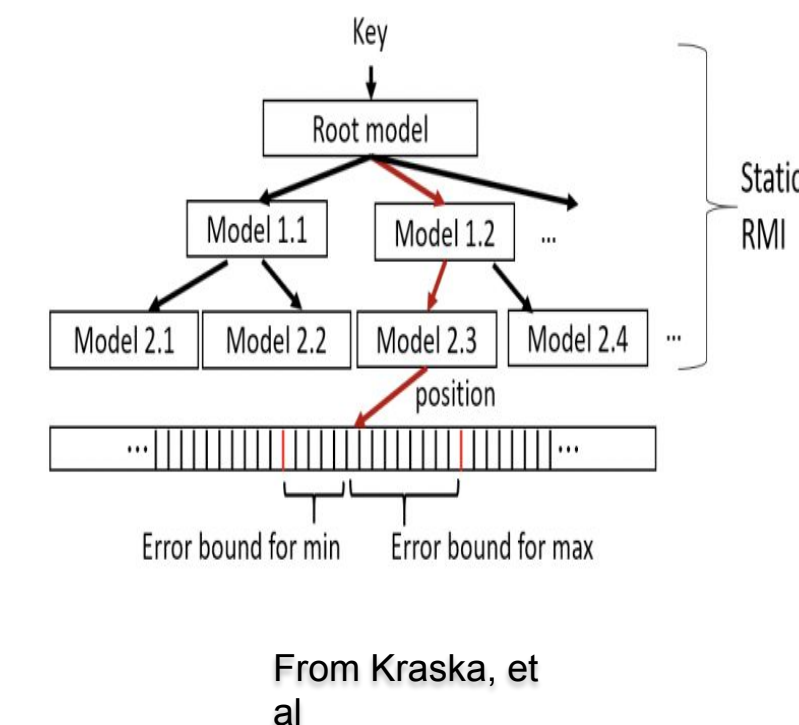 Key
Root model
Model 1.1
Model 1.2
...
Static
RMI
Model 2.1
Model 2.2
Model 2.3
Model 2.4
...
position
...
...
Error bound for min
Error bound for max
From Kraska, et
al